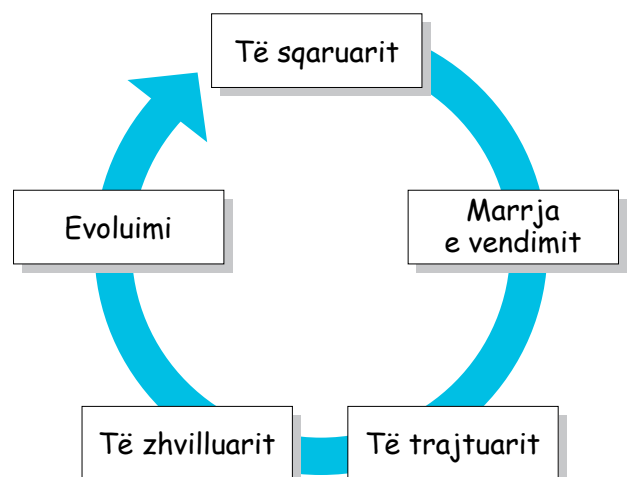 Të sqaruarit
Marrja
e vendimit
Të trajtuarit
Të zhvilluarit
Evoluimi